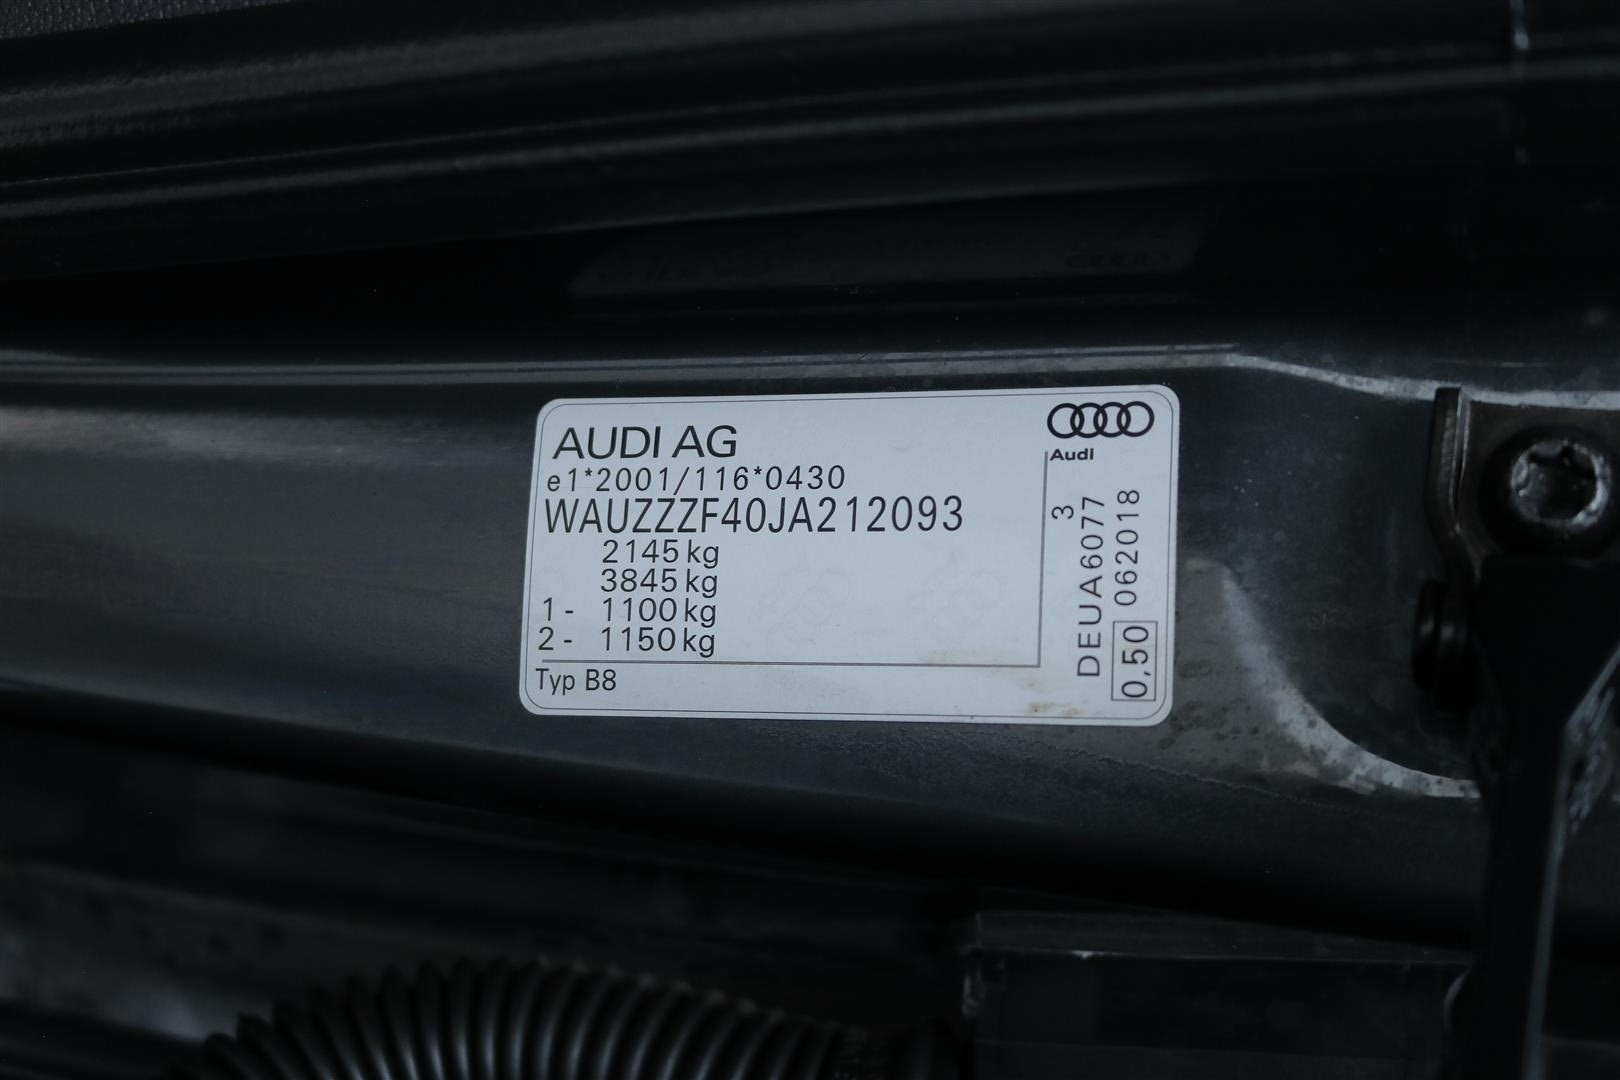 AUDI AG
e1*2001/116*0430
WAUZZZF40JA212093
2145 kg
3845 kg
1 - 1100 kg
2 - 1150 kg
Typ B8
Audi
3
DEUA6077
0,50 062018